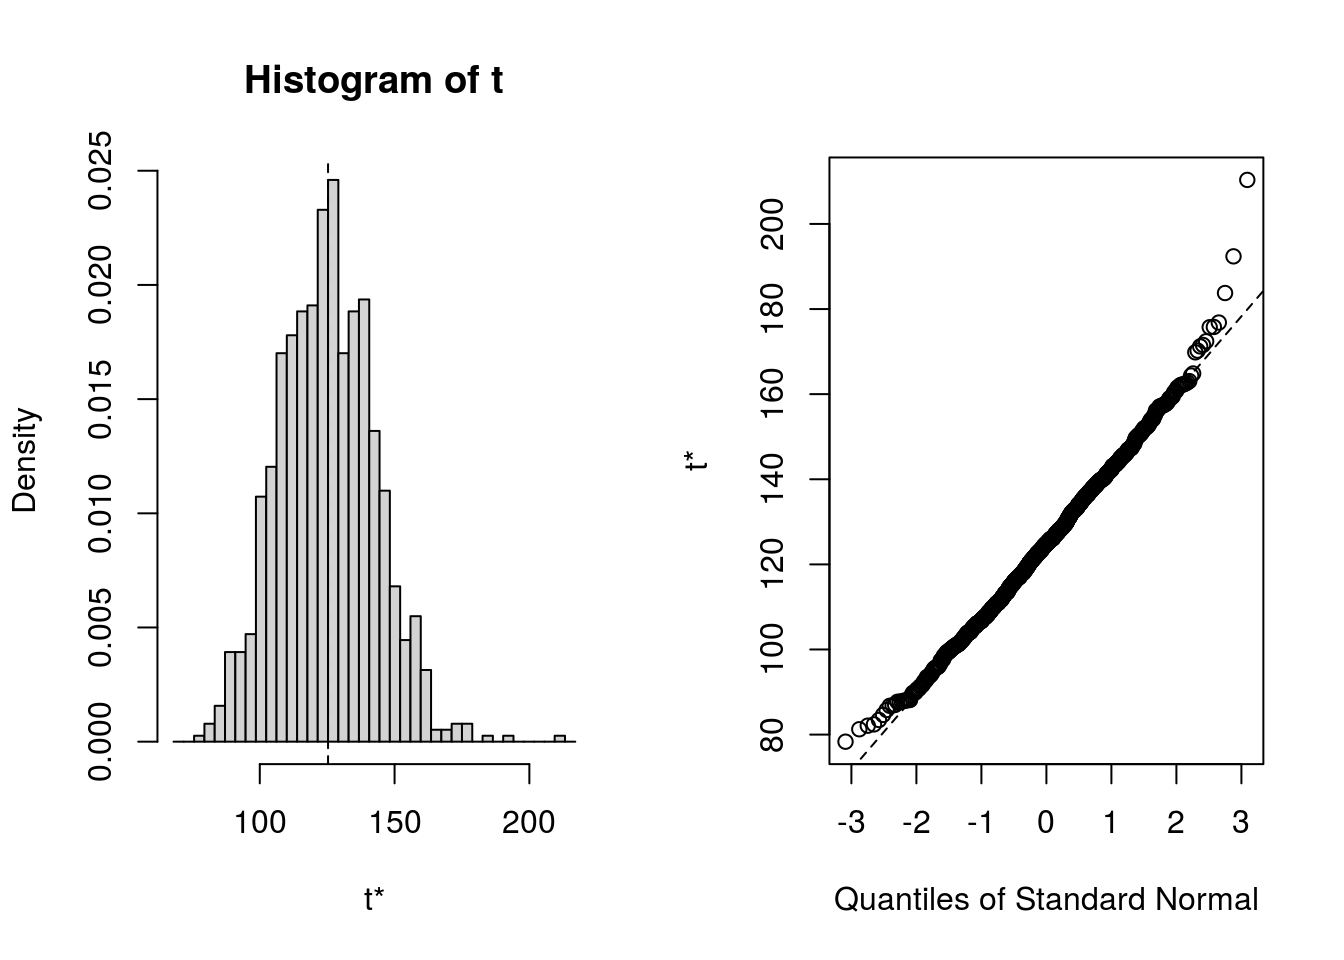 Histogram of t
Density
0.000 0.005 0.010 0.015 0.020 0.025
100 150 200
t*
t*
80 100 120 140 160 180 200
-3 -2 -1 0 1 2 3
Quantiles of Standard Normal